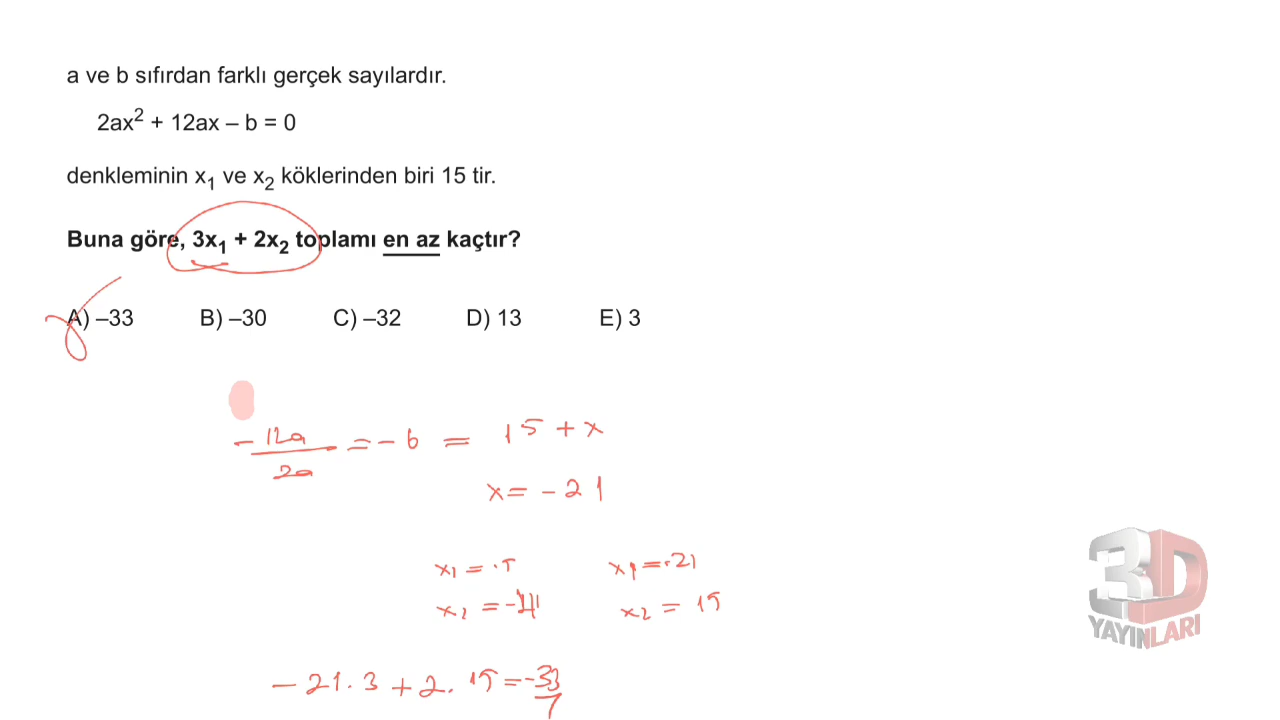 a ve b sıfırdan farklı gerçek sayılardır.
2ax² + 12ax – b = 0
denkleminin x₁ ve x₂ köklerinden biri 15 tir.
Buna göre, 3x₁ + 2x₂ toplamı en az kaçtır?
A) –33 B) –30 C) –32 D) 13 E) 3
-12a/2a = -6 = 15 + x
x = -21
x₁ = 15 x₁ = -21
x₂ = -21 x₂ = 15
-21.3 + 2.15 = -33
3D
YAYINLARI